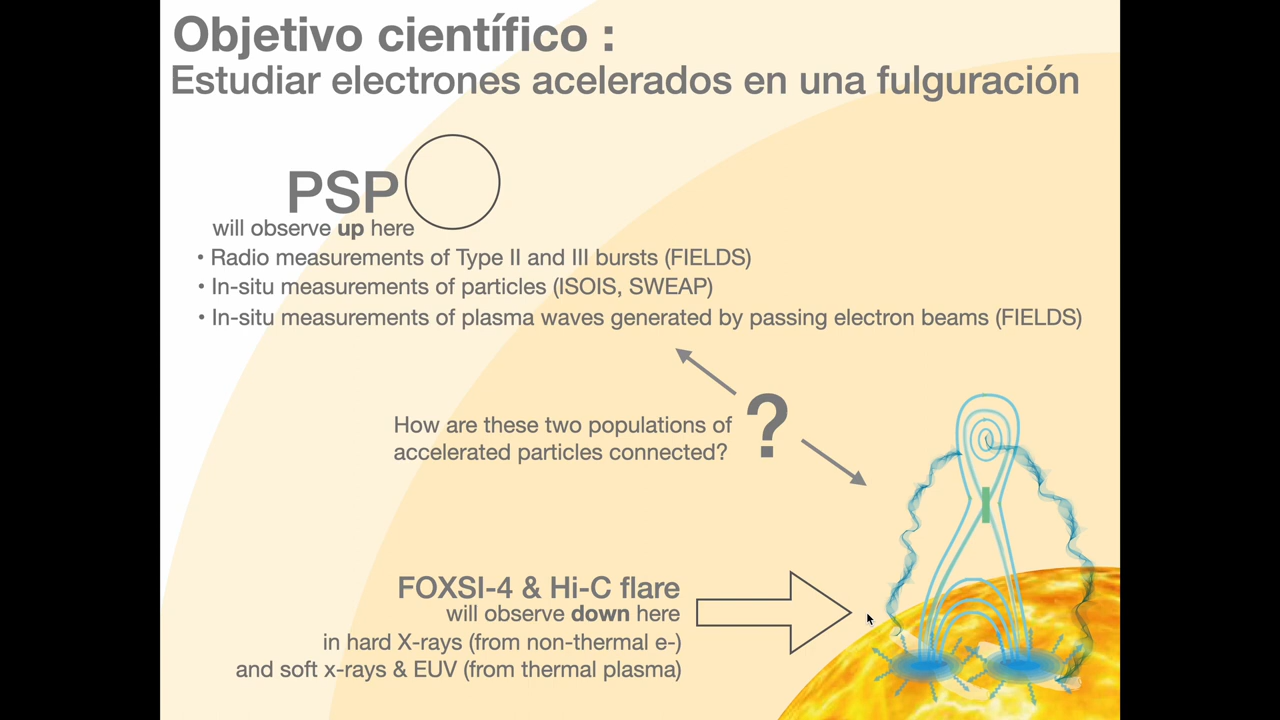 Objetivo científico :
Estudiar electrones acelerados en una fulguración
PSP
will observe up here
• Radio measurements of Type II and III bursts (FIELDS)
• In-situ measurements of particles (ISOIS, SWEAP)
• In-situ measurements of plasma waves generated by passing electron beams (FIELDS)
How are these two populations of
accelerated particles connected?
?
FOXSI-4 & Hi-C flare
will observe down here
in hard X-rays (from non-thermal e-)
and soft x-rays & EUV (from thermal plasma)